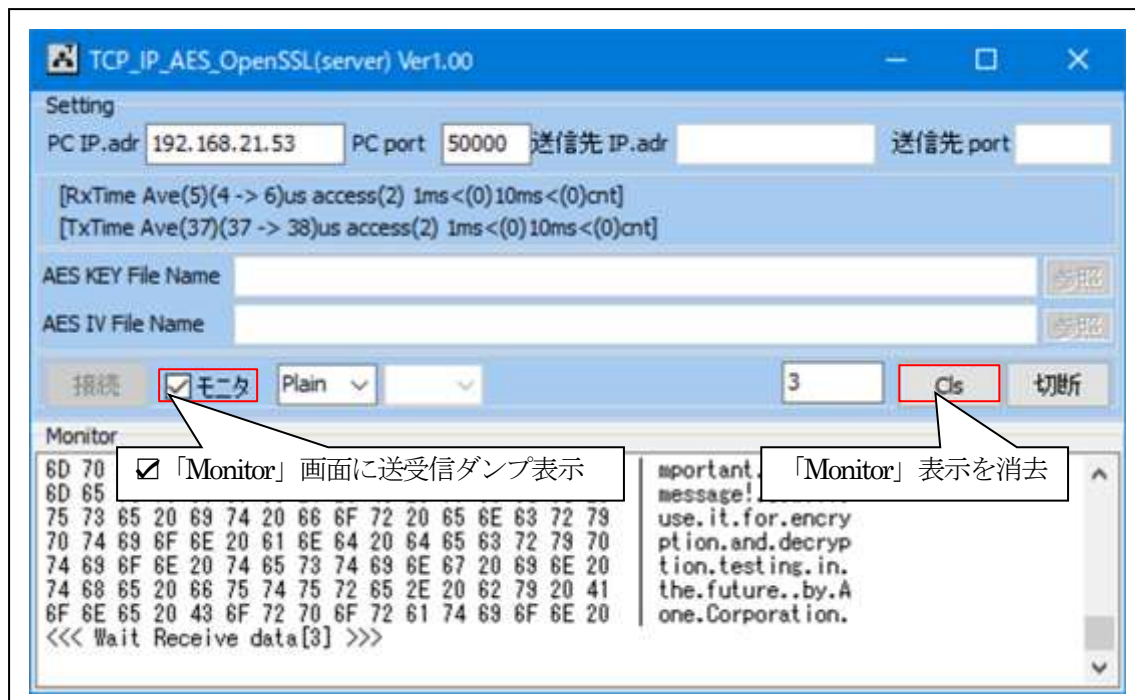 TCP_IP_AES_OpenSSL(server) Ver1.00
Setting
PC IP.adr 192.168.21.53 PC port 50000 送信先 IP.adr 送信先 port
[RxTime Ave(5)(4 -> 6)us access(2) 1ms<(0)10ms<(0)cnt]
[TxTime Ave(37)(37 -> 38)us access(2) 1ms<(0)10ms<(0)cnt]
AES KEY File Name 参照
AES IV File Name 参照
接続 ☑ モニタ Plain 3 Cls 切断
Monitor
☑「Monitor」画面に送受信ダンプ表示
「Monitor」表示を消去
6D 70 | mportant.
6D 65 message!
75 73 65 20 69 74 20 66 6F 72 20 65 6E 63 72 79 | use.it.for.encry
70 74 69 6F 6E 20 61 6E 64 20 64 65 63 72 79 70 | ption.and.decryp
74 69 6F 6E 20 74 65 73 74 69 6E 67 20 69 6E 20 | tion.testing.in.
74 68 65 20 66 75 74 75 72 65 2E 20 62 79 20 41 | the.future..by.A
6F 6E 65 20 43 6F 72 70 6F 72 61 74 69 6F 6E 20 | one.Corporation.
<<< Wait Receive data[3] >>>